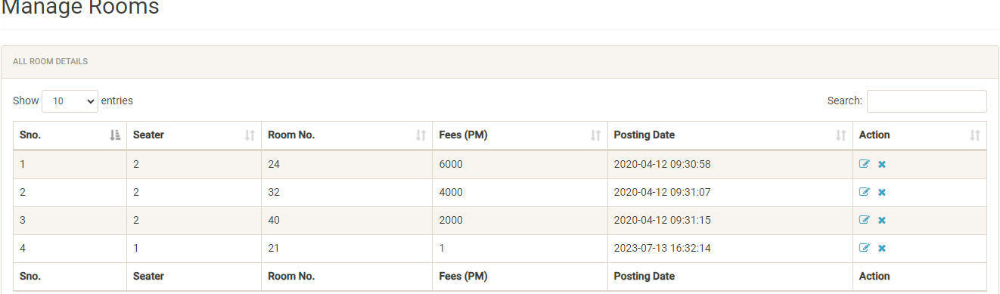 Manage Rooms
ALL ROOM DETAILS
Show 10 entries Search:
Sno. Seater Room No. Fees (PM) Posting Date Action
1 2 24 6000 2020-04-12 09:30:58
2 2 32 4000 2020-04-12 09:31:07
3 2 40 2000 2020-04-12 09:31:15
4 1 21 1 2023-07-13 16:32:14
Sno. Seater Room No. Fees (PM) Posting Date Action